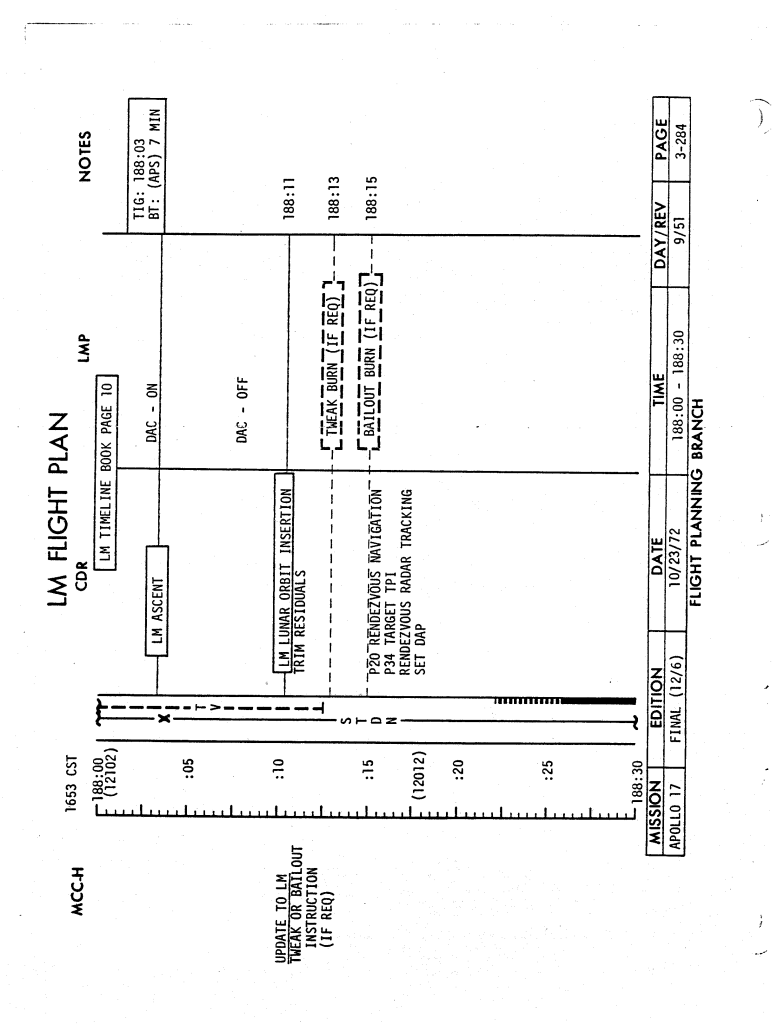 LM FLIGHT PLAN
MCC-H
1653 CST
CDR
LMP
NOTES
LM TIMELINE BOOK PAGE 10
188:00
(12102)
TIG: 188:03
BT: (APS) 7 MIN
DAC - ON
LM ASCENT
X
T V
:05
DAC - OFF
:10
LM LUNAR ORBIT INSERTION
188:11
TRIM RESIDUALS
UPDATE TO LM
TWEAK OR BAILOUT
INSTRUCTION
(IF REQ)
TWEAK BURN (IF REQ)
188:13
S T D N
:15
BAILOUT BURN (IF REQ)
188:15
P20 RENDEZVOUS NAVIGATION
P34 TARGET TPI
RENDEZVOUS RADAR TRACKING
SET DAP
(12012)
:20
:25
188:30
MISSION EDITION DATE TIME DAY/REV PAGE
APOLLO 17 FINAL (12/6) 10/23/72 188:00 - 188:30 9/51 3-284
FLIGHT PLANNING BRANCH